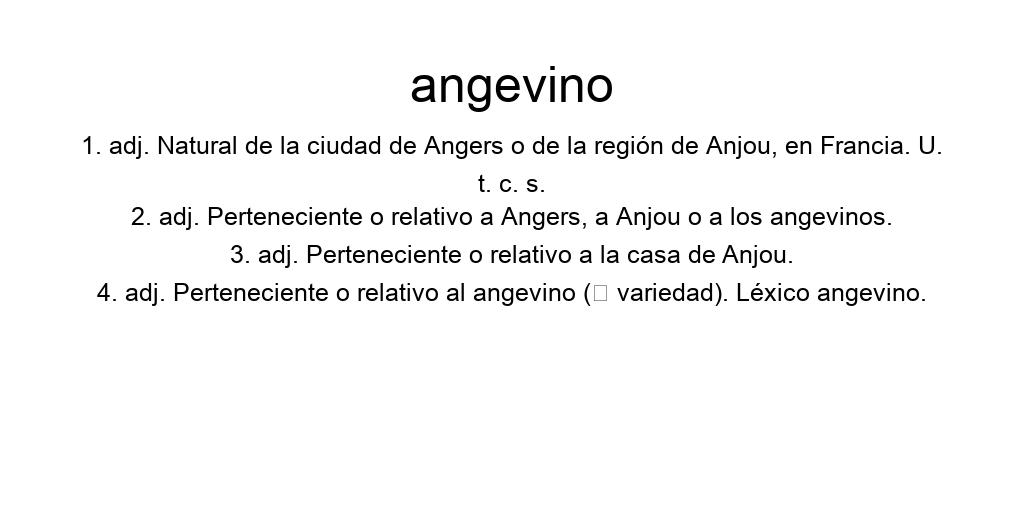 angevino
1. adj. Natural de la ciudad de Angers o de la región de Anjou, en Francia. U.
t. c. s.
2. adj. Perteneciente o relativo a Angers, a Anjou o a los angevinos.
3. adj. Perteneciente o relativo a la casa de Anjou.
4. adj. Perteneciente o relativo al angevino (□ variedad). Léxico angevino.